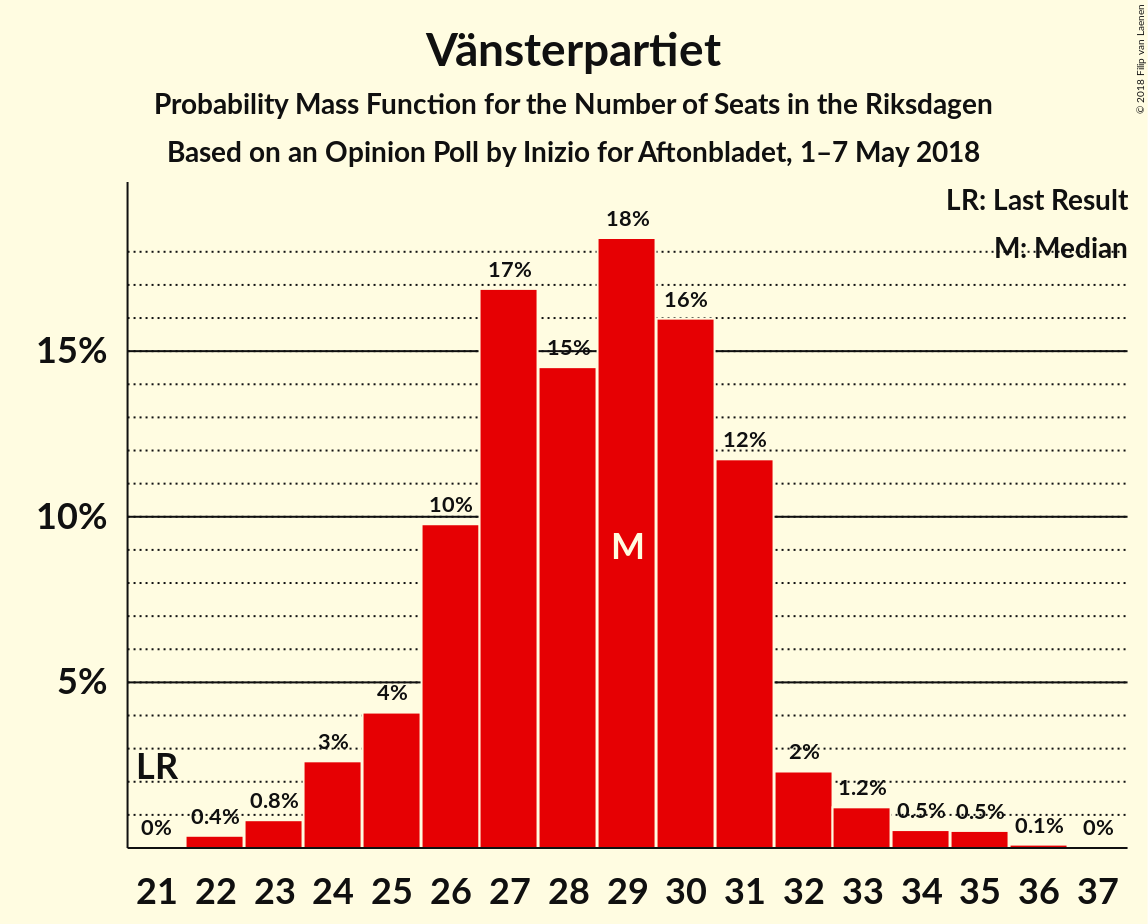 Vänsterpartiet
Probability Mass Function for the Number of Seats in the Riksdagen
Based on an Opinion Poll by Inizio for Aftonbladet, 1–7 May 2018
© 2018 Filip van Laenen
LR: Last Result
M: Median
15%
10%
5%
LR
0%
0.4%
0.8%
3%
4%
10%
17%
15%
18%
16%
12%
2%
1.2%
0.5%
0.5%
0.1%
0%
M
21 22 23 24 25 26 27 28 29 30 31 32 33 34 35 36 37